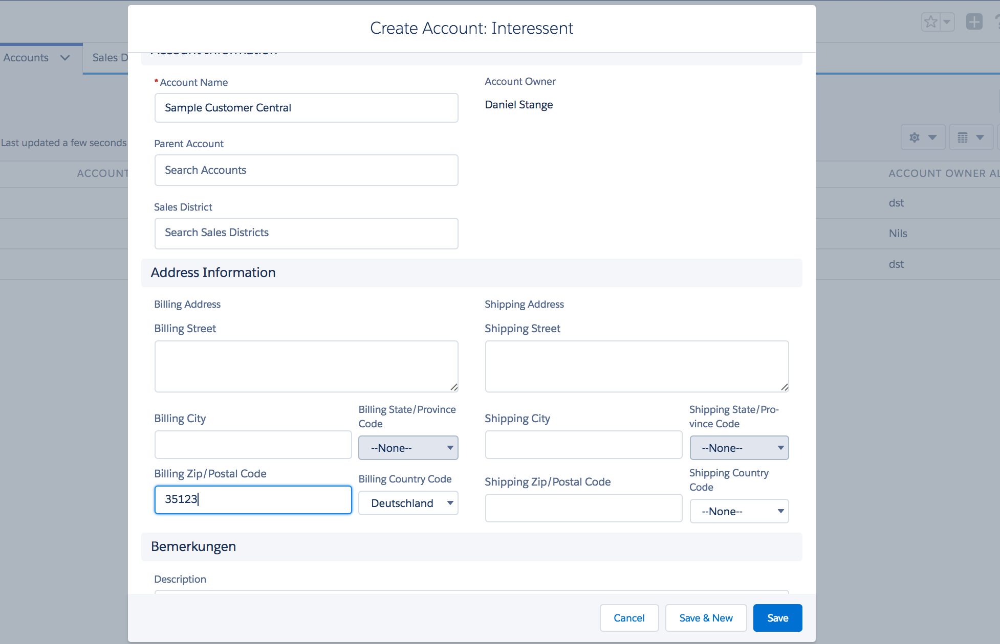 Create Account: Interessent
Accounts
Sales D
Account Information
* Account Name
Account Owner
Sample Customer Central
Daniel Stange
Last updated a few seconds
Parent Account
Search Accounts
ACCOUNT
ACCOUNT OWNER AL
Sales District
dst
Search Sales Districts
Nils
dst
Address Information
Billing Address
Shipping Address
Billing Street
Shipping Street
Billing City
Billing State/Province
Code
Shipping City
Shipping State/Pro-
vince Code
--None--
--None--
Billing Zip/Postal Code
Billing Country Code
Shipping Zip/Postal Code
Shipping Country
Code
35123
Deutschland
--None--
Bemerkungen
Description
Cancel
Save & New
Save